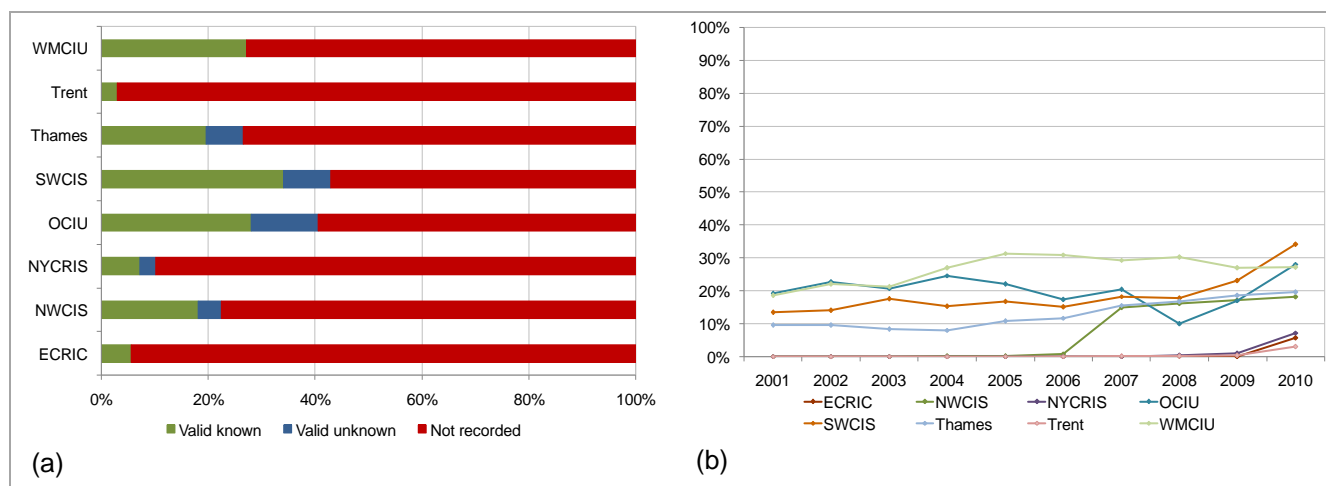 WMCIU
Trent
Thames
SWCIS
OCIU
NYCRIS
NWCIS
ECRIC
0% 20% 40% 60% 80% 100%
Valid known Valid unknown Not recorded
(a)
100%
90%
80%
70%
60%
50%
40%
30%
20%
10%
0%
2001 2002 2003 2004 2005 2006 2007 2008 2009 2010
ECRIC NWCIS NYCRIS OCIU
SWCIS Thames Trent WMCIU
(b)